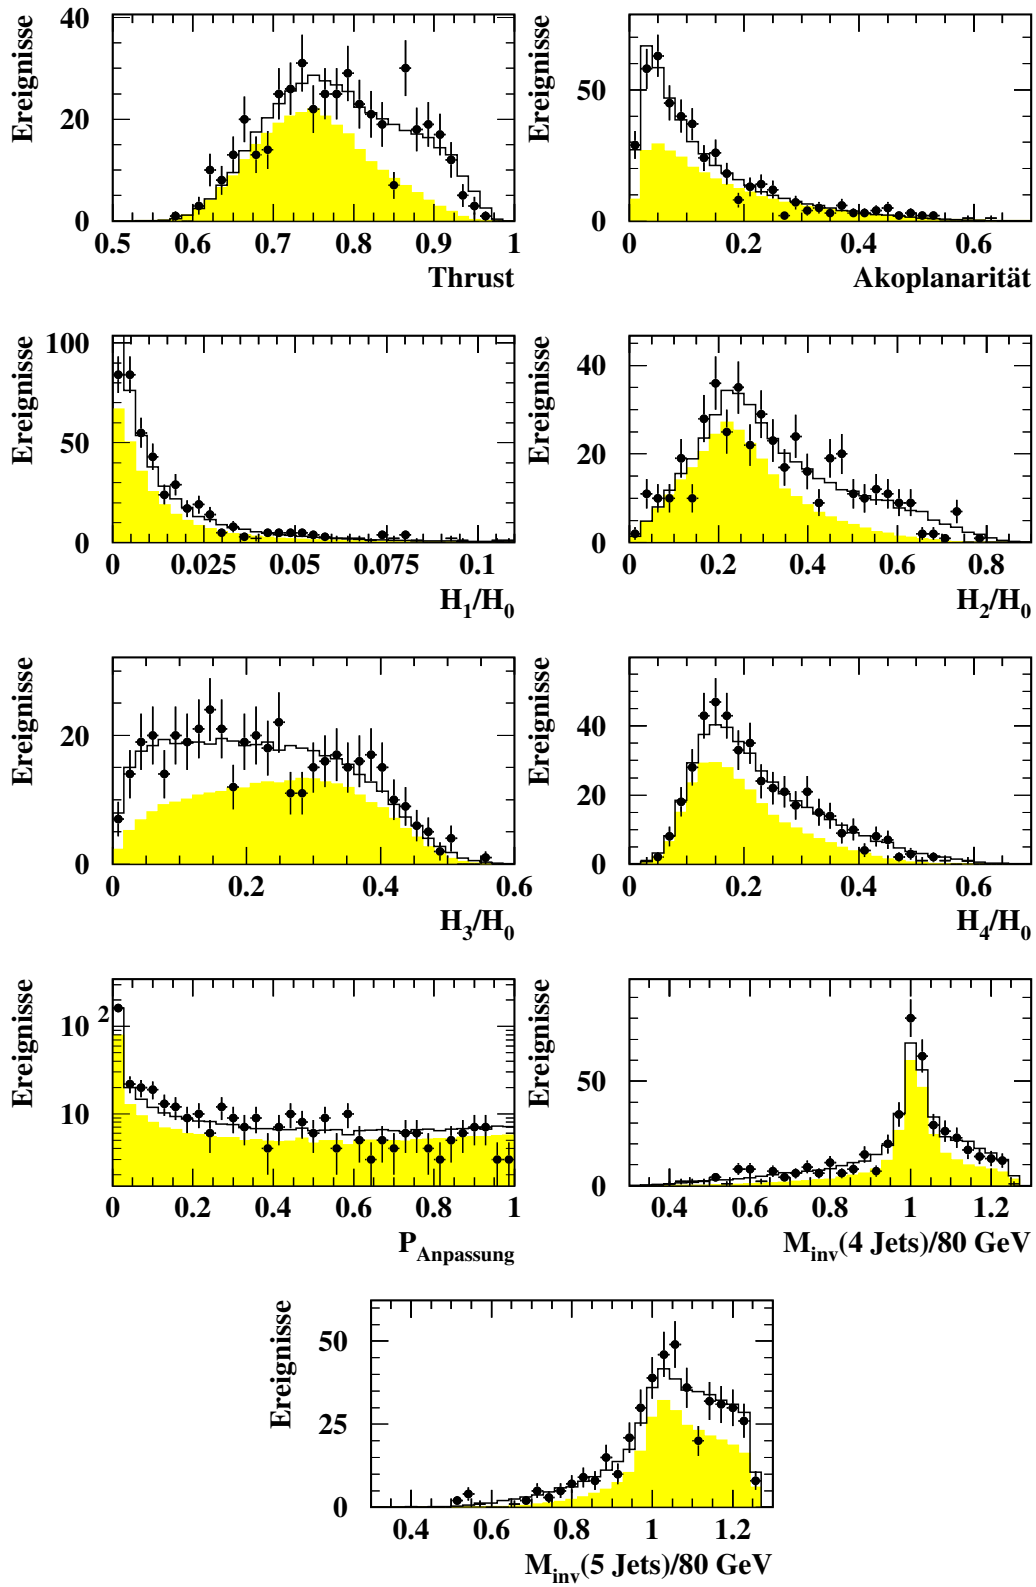 Ereignisse
40
20
0
0.5 0.6 0.7 0.8 0.9 1
Thrust
Ereignisse
50
0
0 0.2 0.4 0.6
Akoplanarität
Ereignisse
100
50
0
0 0.025 0.05 0.075 0.1
H₁/H₀
Ereignisse
40
20
0
0 0.2 0.4 0.6 0.8
H₂/H₀
Ereignisse
20
0
0 0.2 0.4 0.6
H₃/H₀
Ereignisse
40
20
0
0 0.2 0.4 0.6
H₄/H₀
Ereignisse
10²
10
0 0.2 0.4 0.6 0.8 1
P_Anpassung
Ereignisse
50
0
0.4 0.6 0.8 1 1.2
M_inv(4 Jets)/80 GeV
Ereignisse
50
25
0
0.4 0.6 0.8 1 1.2
M_inv(5 Jets)/80 GeV